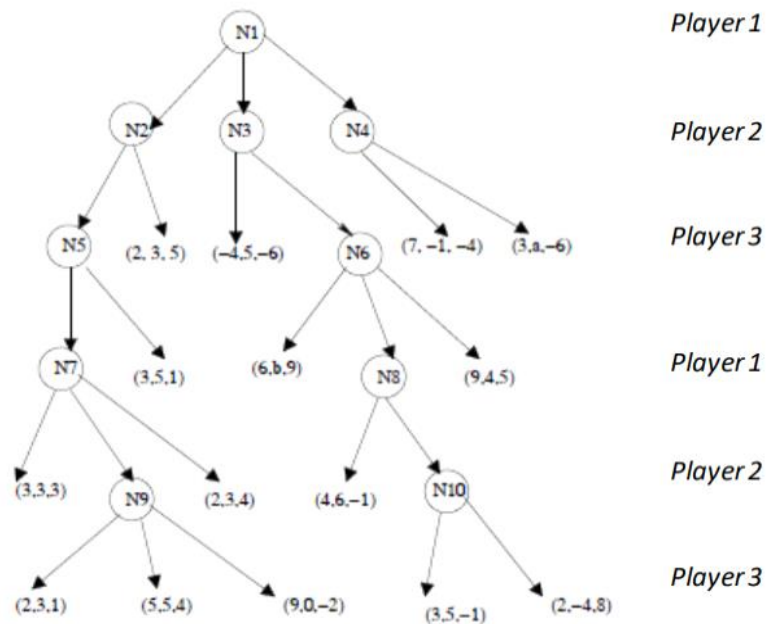 N1 Player 1
N2 N3 N4 Player 2
N5 (2, 3, 5) (−4,5,−6) N6 (7, −1, −4) (3,a,−6) Player 3
N7 (3,5,1) (6,b,9) N8 (9,4,5) Player 1
(3,3,3) N9 (2,3,4) (4,6,−1) N10 Player 2
(2,3,1) (5,5,4) (9,0,−2) (3,5,−1) (2,−4,8) Player 3